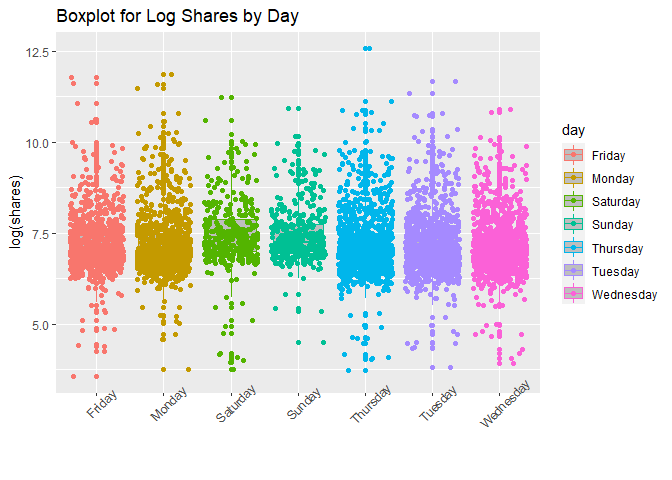 Boxplot for Log Shares by Day
12.5
10.0
7.5
5.0
log(shares)
Friday
Monday
Saturday
Sunday
Thursday
Tuesday
Wednesday
day
Friday
Monday
Saturday
Sunday
Thursday
Tuesday
Wednesday